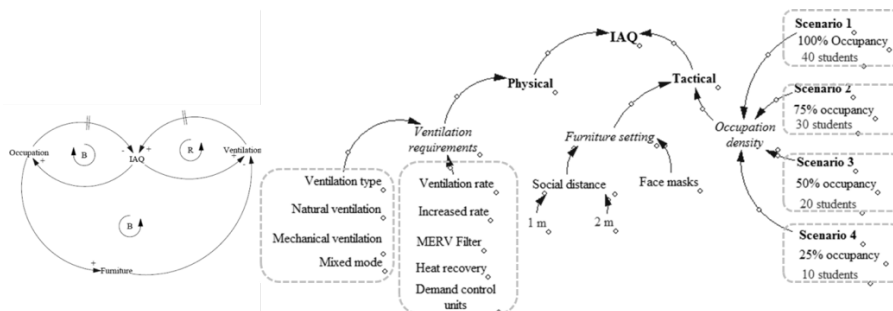 Occupation
IAQ
Ventilation
Furniture
B
R
B
+
+
+
+
-
-
IAQ
Physical
Tactical
Ventilation
requirements
Furniture setting
Occupation
density
Ventilation type
Natural ventilation
Mechanical ventilation
Mixed mode
Ventilation rate
Increased rate
MERV Filter
Heat recovery
Demand control
units
Social distance
Face masks
1 m
2 m
Scenario 1
100% Occupancy
40 students
Scenario 2
75% occupancy
30 students
Scenario 3
50% occupancy
20 students
Scenario 4
25% occupancy
10 students